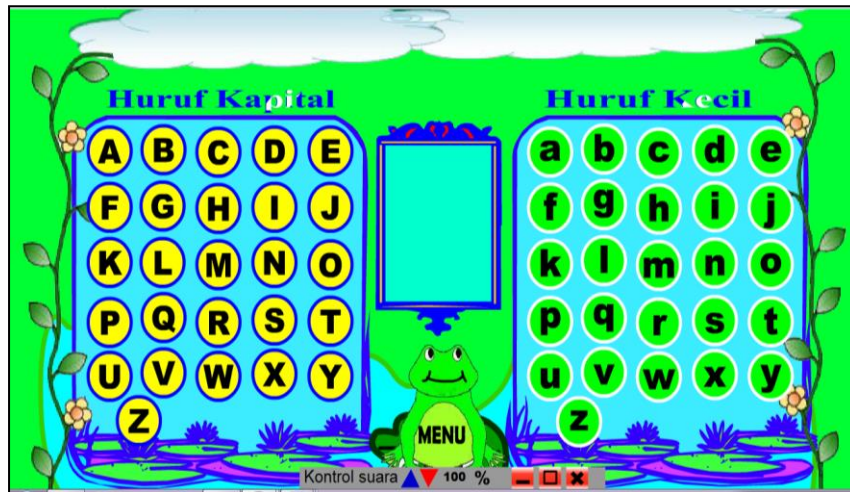 Huruf Kapital
A B C D E
F G H I J
K L M N O
P Q R S T
U V W X Y
Z
Huruf Kecil
a b c d e
f g h i j
k l m n o
p q r s t
u v w x y
z
MENU
Kontrol suara 100 %